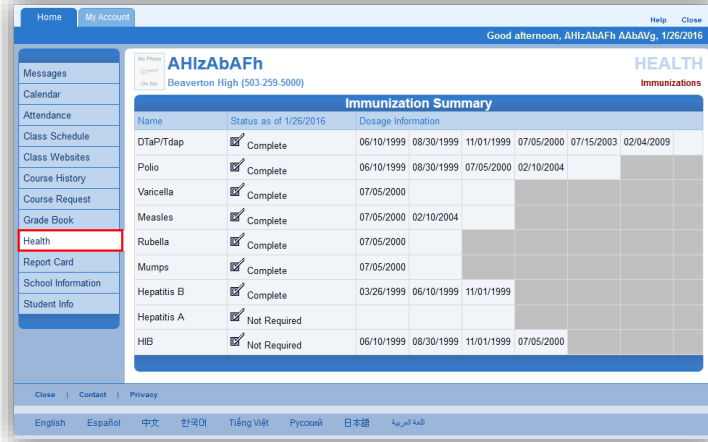 Home My Account
Help Close
Good afternoon, AHIzAbAFh AAbAVg, 1/26/2016
No Photo
On file
AHIzAbAFh
HEALTH
Beaverton High (503-259-5000)
Immunizations
Messages
Calendar
Attendance
Class Schedule
Class Websites
Course History
Course Request
Grade Book
Health
Report Card
School Information
Student Info
Immunization Summary
Name Status as of 1/26/2016 Dosage Information
DTaP/Tdap Complete 06/10/1999 08/30/1999 11/01/1999 07/05/2000 07/15/2003 02/04/2009
Polio Complete 06/10/1999 08/30/1999 07/05/2000 02/10/2004
Varicella Complete 07/05/2000
Measles Complete 07/05/2000 02/10/2004
Rubella Complete 07/05/2000
Mumps Complete 07/05/2000
Hepatitis B Complete 03/26/1999 06/10/1999 11/01/1999
Hepatitis A Not Required
HIB Not Required 06/10/1999 08/30/1999 11/01/1999 07/05/2000
Close | Contact | Privacy
English Español 中文 한국어 Tiếng Việt Русский 日本語 اللغة العربية